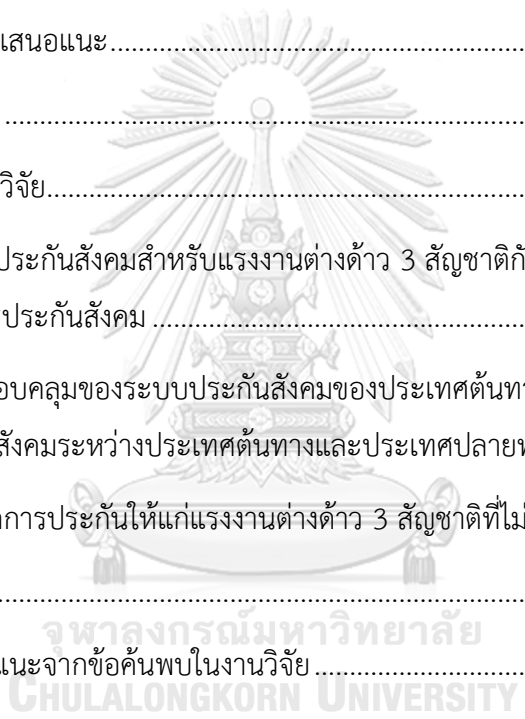 เสนอแนะ
วิจัย
ประกันสังคมสำหรับแรงงานต่างด้าว 3 สัญชาติ
ประกันสังคม
ของระบบประกันสังคมของประเทศต้นทาง
สังคมระหว่างประเทศต้นทางและประเทศปลาย
การประกันให้แก่แรงงานต่างด้าว 3 สัญชาติที่ไม่
จุฬาลงกรณ์มหาวิทยาลัย
แนะจากข้อค้นพบในงานวิจัย
CHULALONGKORN UNIVERSITY